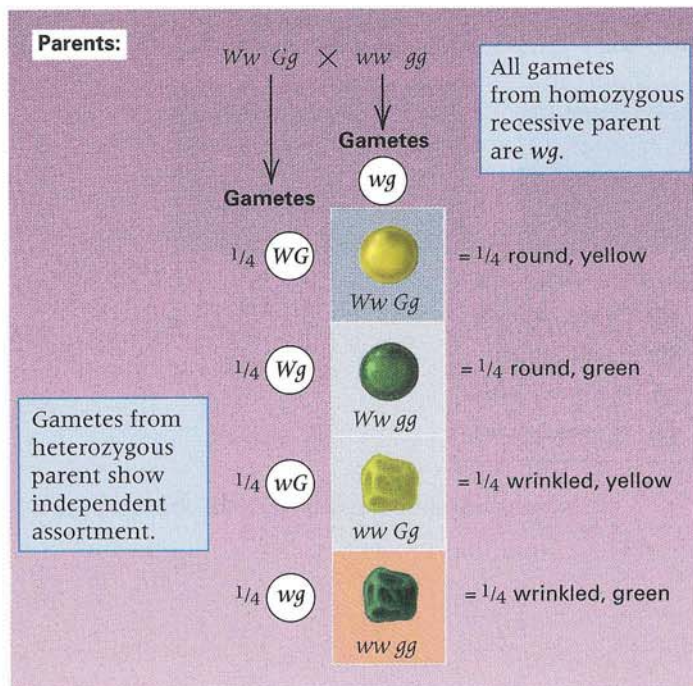 Parents:
Ww Gg × ww gg
All gametes
from homozygous
recessive parent
are wg.
Gametes
wg
Gametes
1/4 WG
Ww Gg
= 1/4 round, yellow
1/4 Wg
Ww gg
= 1/4 round, green
Gametes from
heterozygous
parent show
independent
assortment.
1/4 wG
ww Gg
= 1/4 wrinkled, yellow
1/4 wg
ww gg
= 1/4 wrinkled, green